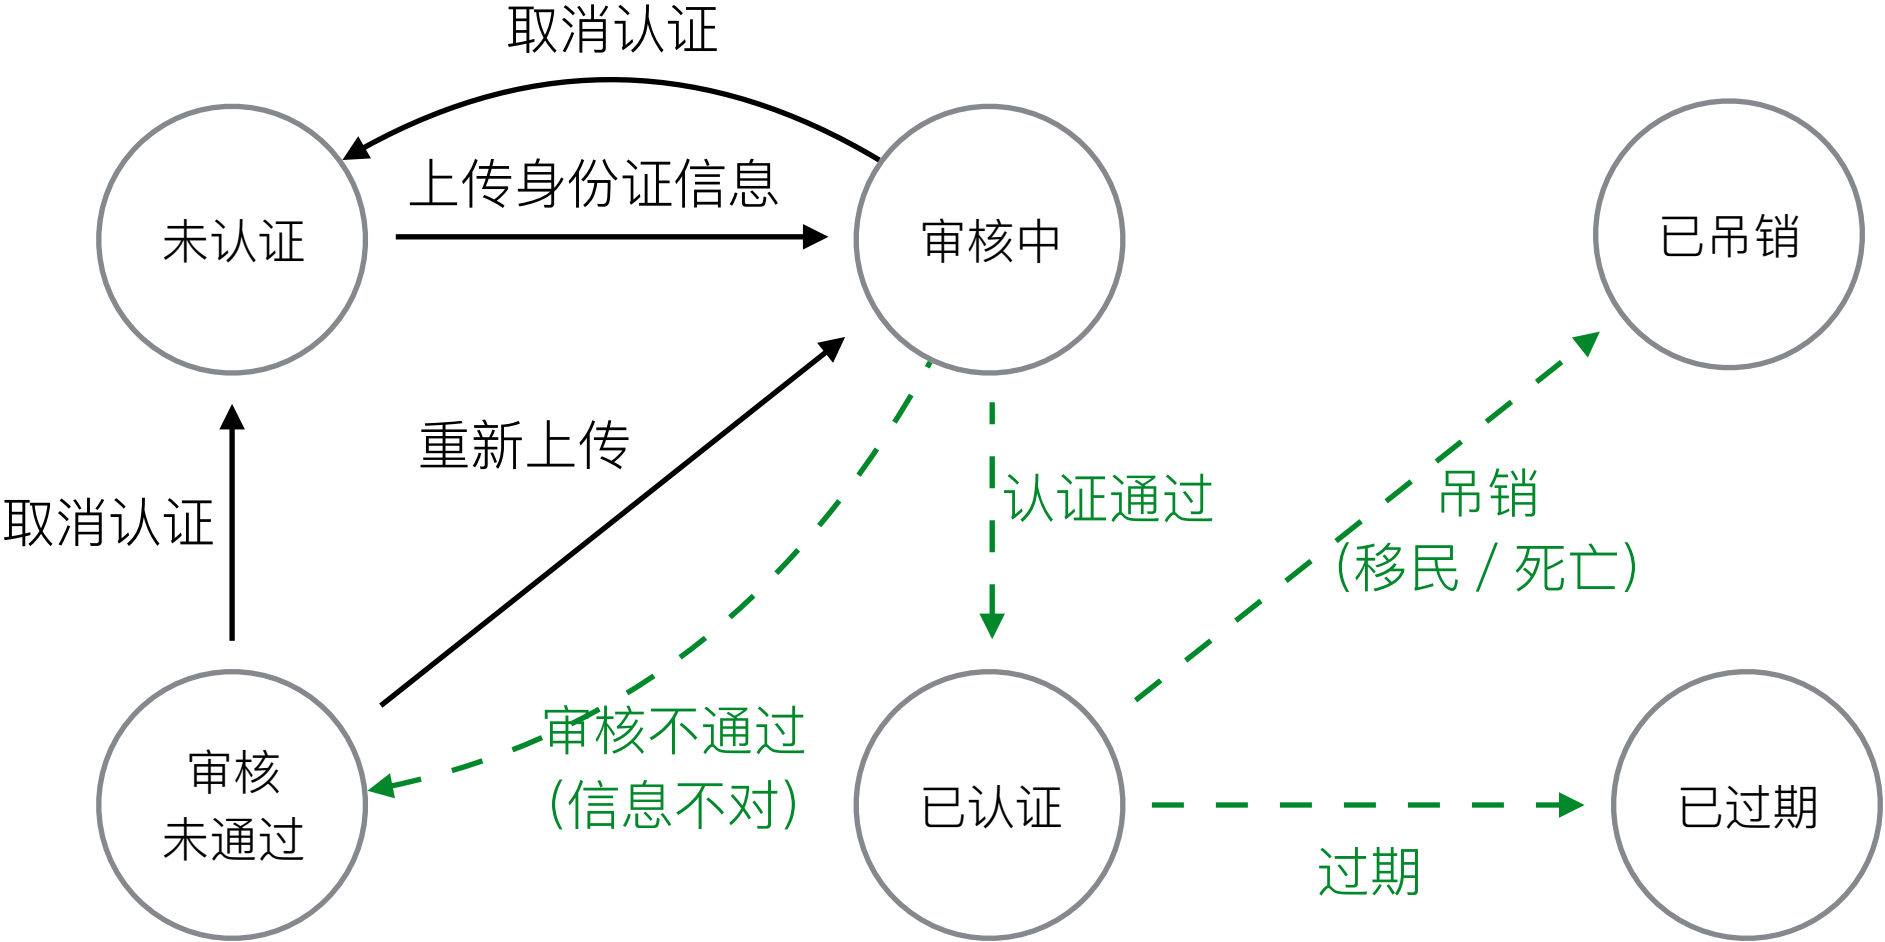 取消认证
上传身份证信息
未认证
审核中
已吊销
重新上传
取消认证
认证通过
吊销
(移民 / 死亡)
审核不通过
(信息不对)
审核
未通过
已认证
已过期
过期